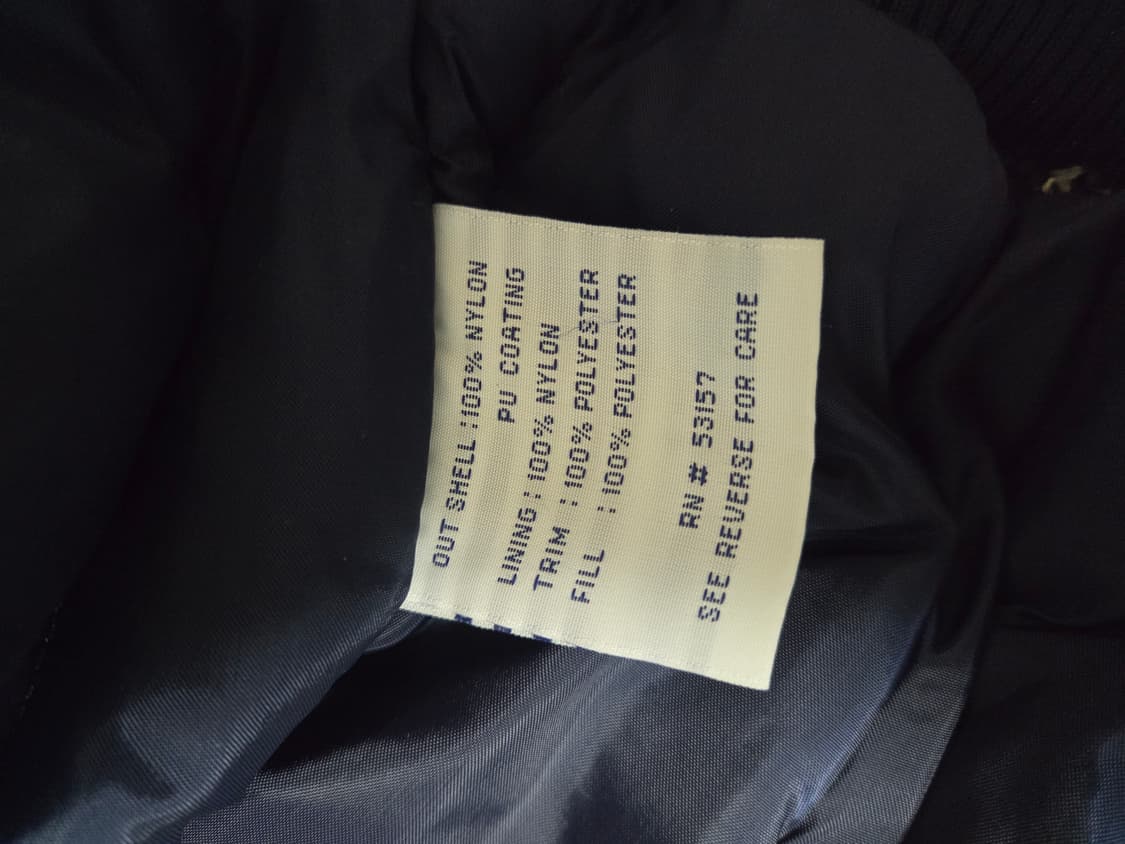 OUT SHELL :100% NYLON
PU COATING
LINING : 100% NYLON
TRIM : 100% POLYESTER
FILL : 100% POLYESTER
RN # 53157
SEE REVERSE FOR CARE